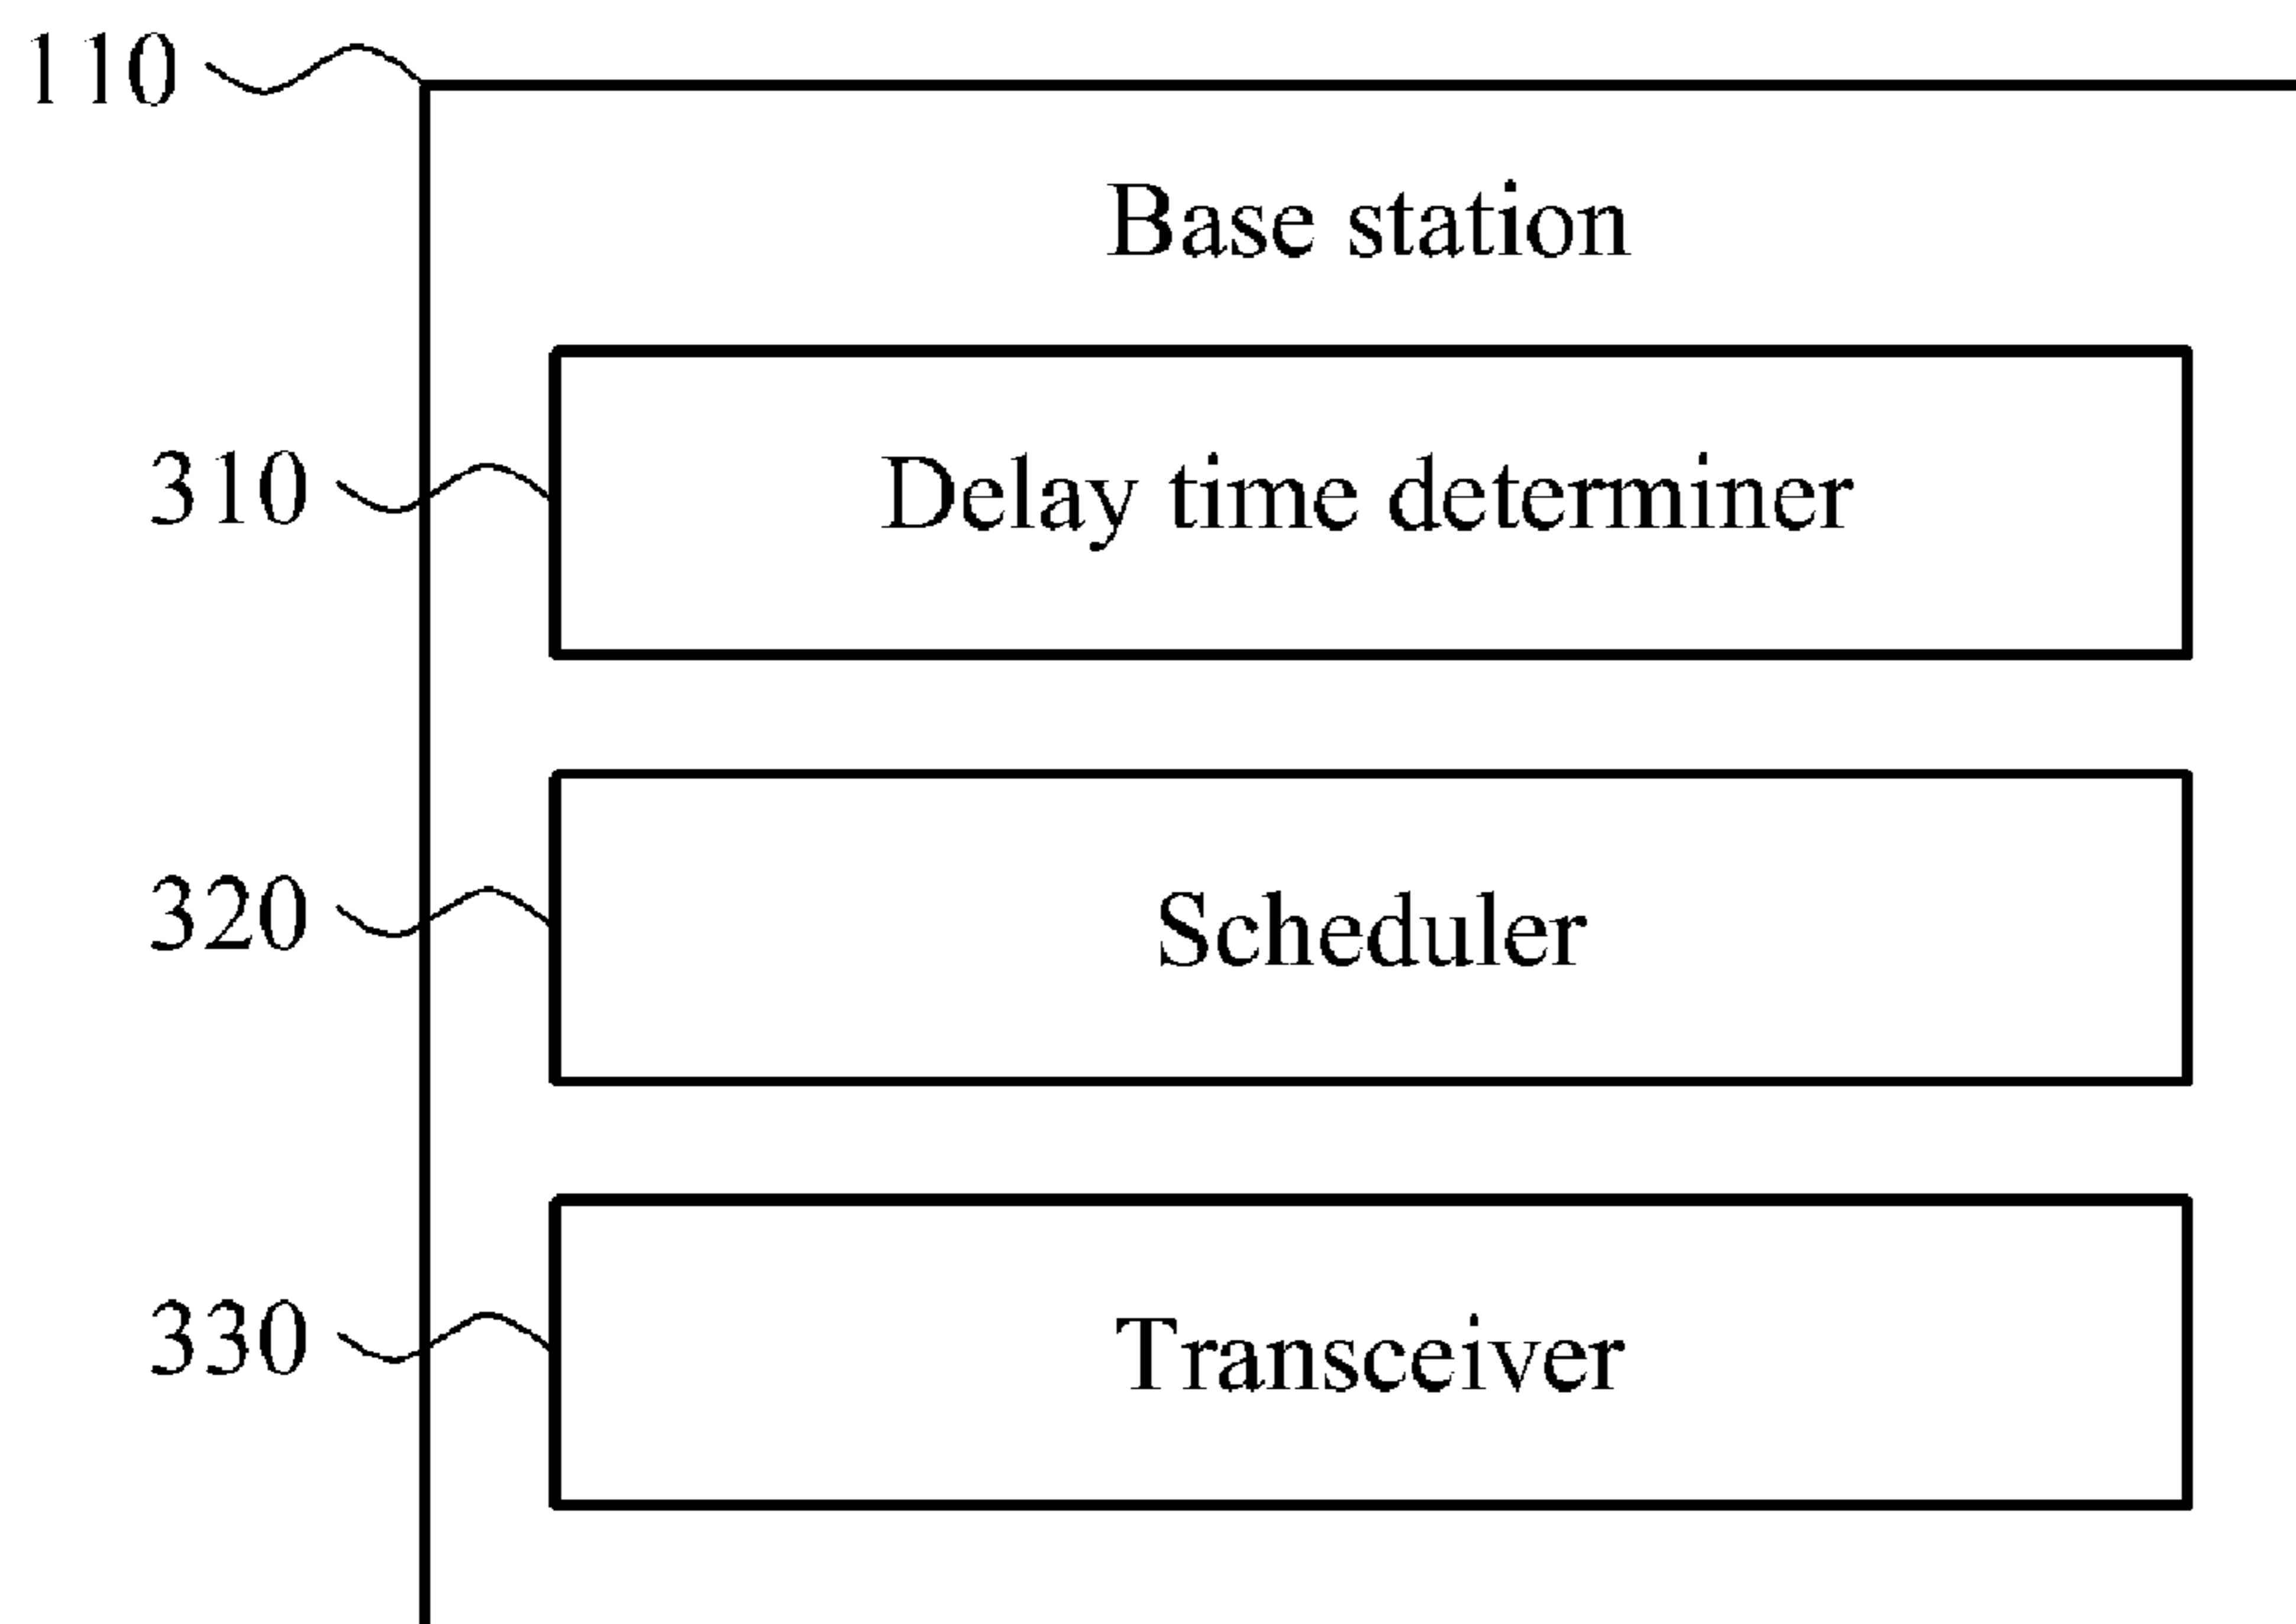 110
Base station
310 Delay time determiner
320 Scheduler
330 Transceiver